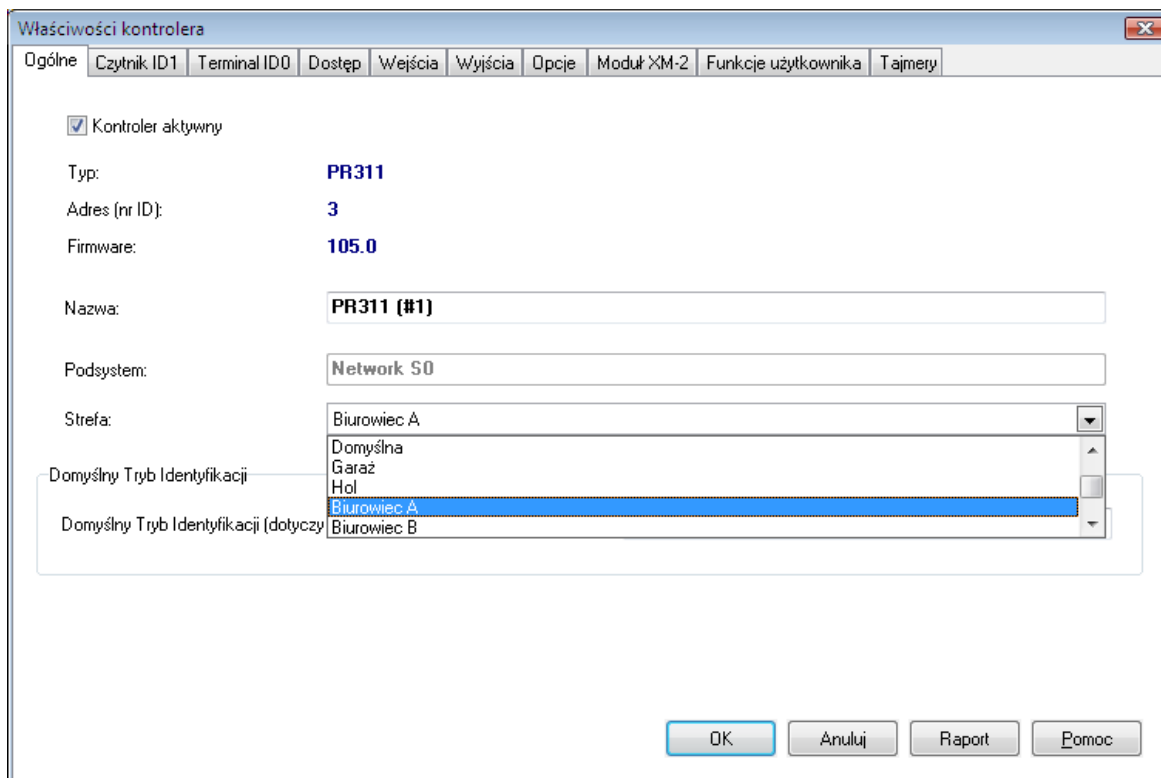 Właściwości kontrolera
Ogólne Czytnik ID1 Terminal ID0 Dostęp Wejścia Wyjścia Opcje Moduł XM-2 Funkcje użytkownika Tajmery
Kontroler aktywny
Typ: PR311
Adres (nr ID): 3
Firmware: 105.0
Nazwa: PR311 (#1)
Podsystem: Network S0
Strefa: Biurowiec A
Domyślna
Domyślny Tryb Identyfikacji Garaż
Hol
Biurowiec A
Domyślny Tryb Identyfikacji (dotyczy Biurowiec B
OK Anuluj Raport Pomoc